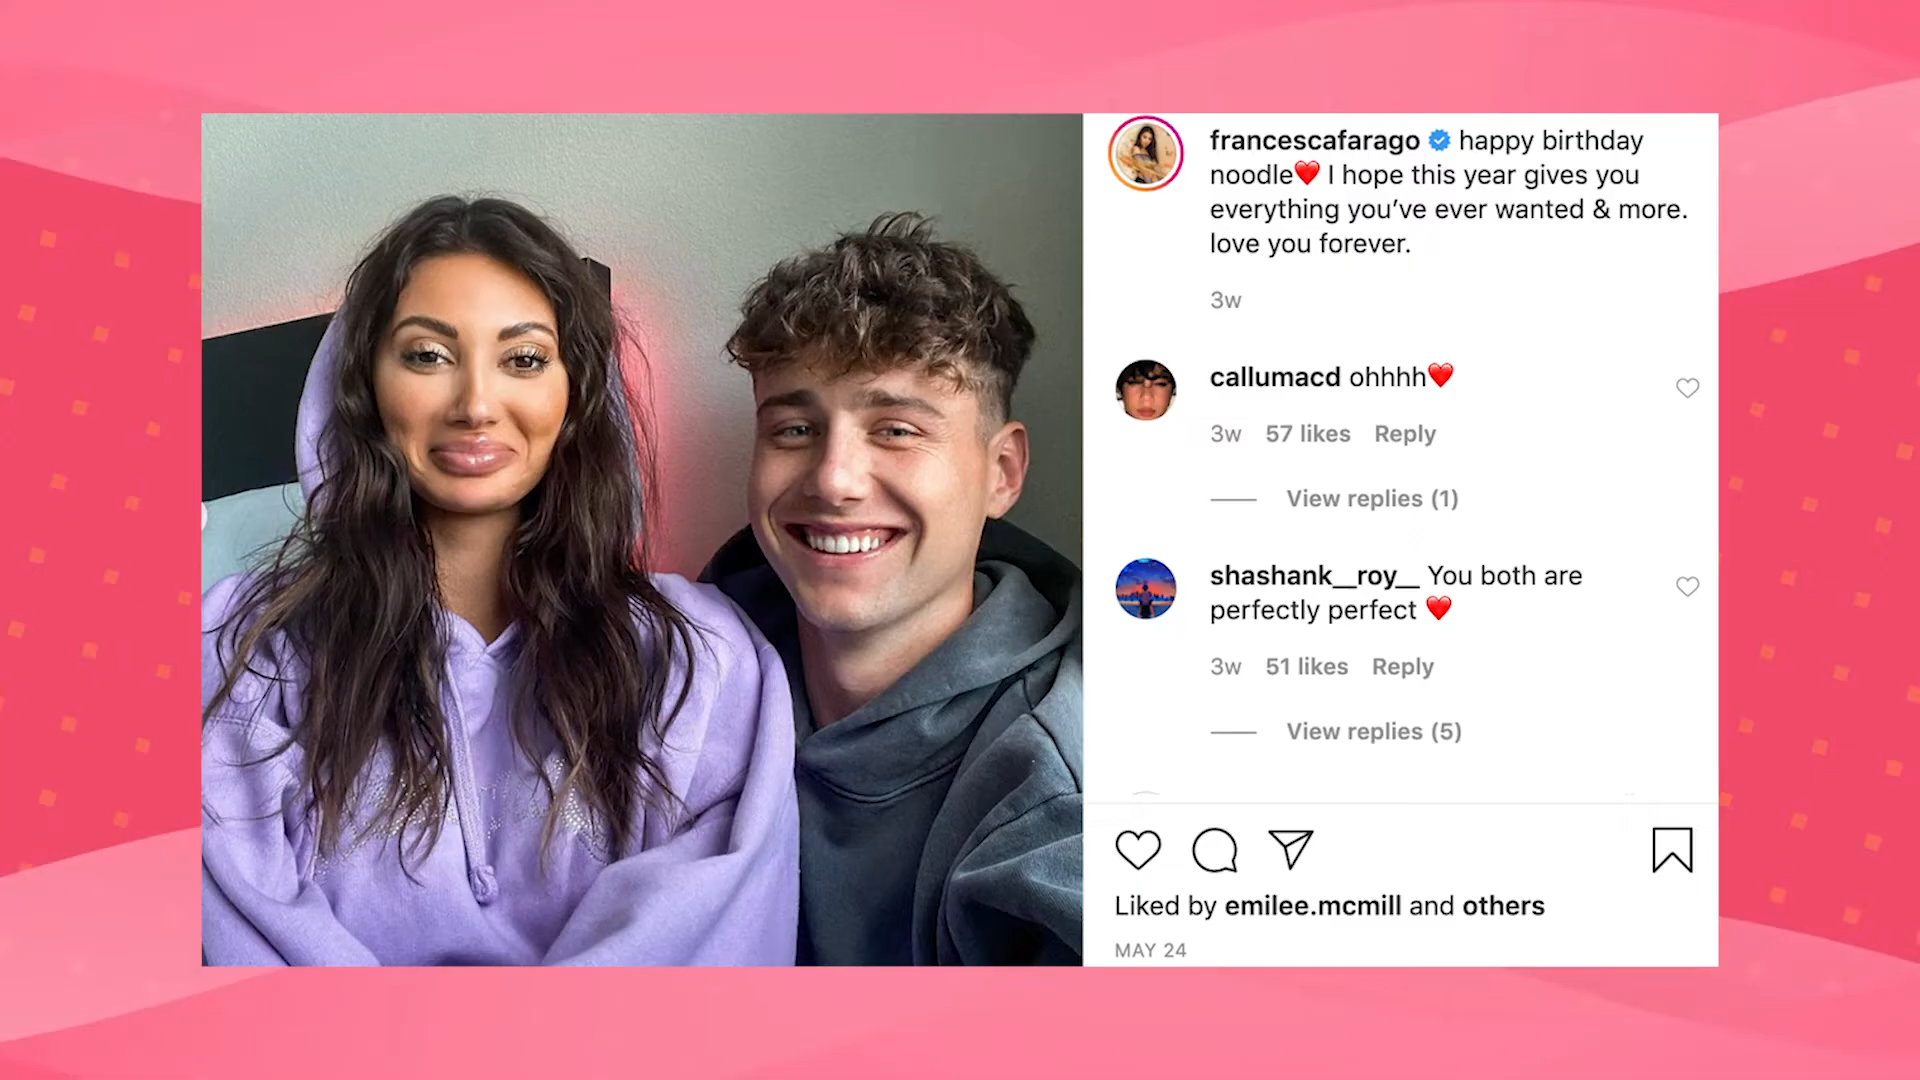 francescafarago happy birthday
noodle❤️ I hope this year gives you
everything you’ve ever wanted & more.
love you forever.
3w
callumacd ohhhh❤️
3w 57 likes Reply
View replies (1)
shashank__roy__ You both are
perfectly perfect ❤️
3w 51 likes Reply
View replies (5)
Liked by emilee.mcmill and others
MAY 24